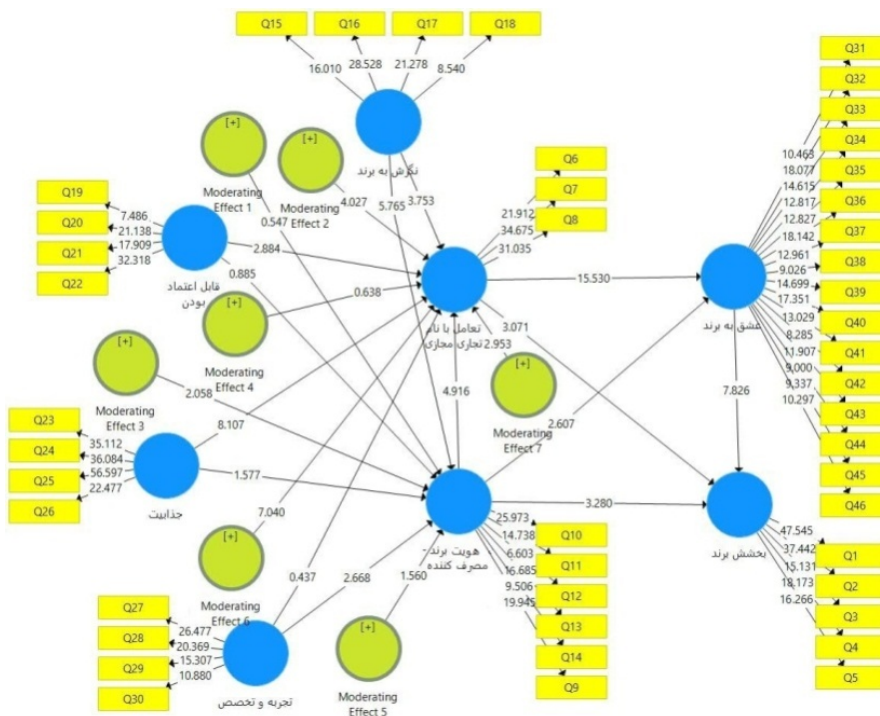 Q15
Q16
Q17
Q18
16.010
28.528
21.278
8.540
نگرش به برند
[+]
Moderating
Effect 1
[+]
Moderating
Effect 2
0.547
4.027
5.765
3.753
Q6
Q7
Q8
21.912
34.675
31.035
Q19
Q20
Q21
Q22
7.486
21.138
17.909
32.318
قابل اعتماد
بودن
2.884
0.885
[+]
Moderating
Effect 4
0.638
تعامل با نام
تجاری مجازی
15.530
3.071
2.953
[+]
Moderating
Effect 7
4.916
2.607
[+]
Moderating
Effect 3
2.058
Q23
Q24
Q25
Q26
35.112
36.084
56.597
22.477
جذابیت
8.107
1.577
[+]
Moderating
Effect 6
7.040
0.437
Q27
Q28
Q29
Q30
26.477
20.369
15.307
10.880
تجربه و تخصص
2.668
[+]
Moderating
Effect 5
1.560
هویت برند -
مصرف کننده
3.280
25.973
14.738
6.603
16.685
9.506
19.945
Q10
Q11
Q12
Q13
Q14
Q9
عشق به برند
7.826
10.463
18.077
14.615
12.817
12.827
18.142
12.961
9.026
14.699
17.351
13.029
8.285
11.907
9.000
9.337
10.297
Q31
Q32
Q33
Q34
Q35
Q36
Q37
Q38
Q39
Q40
Q41
Q42
Q43
Q44
Q45
Q46
بخشش برند
47.545
37.442
15.131
18.173
16.266
Q1
Q2
Q3
Q4
Q5